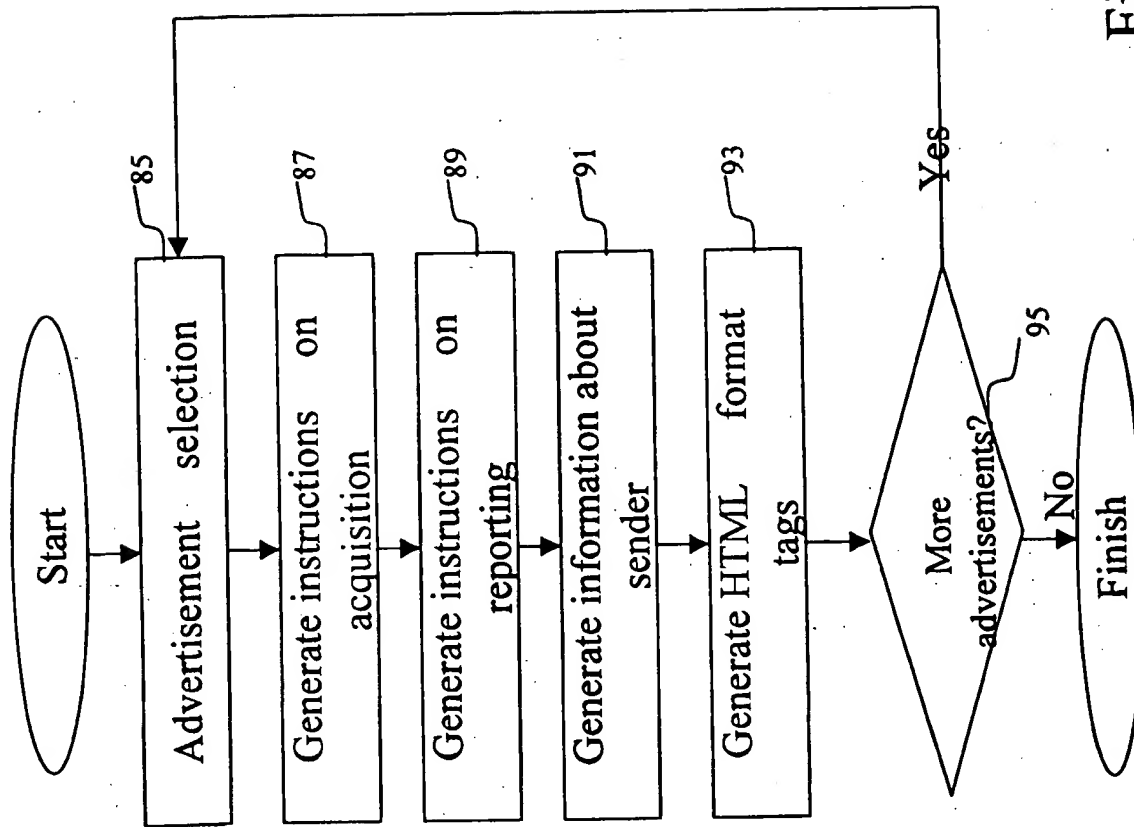 Start
Advertisement selection
85
Generate instructions on
acquisition
87
Generate instructions on
reporting
89
Generate information about
sender
91
Generate HTML format
tags
93
More
advertisements?
95
Yes
No
Finish